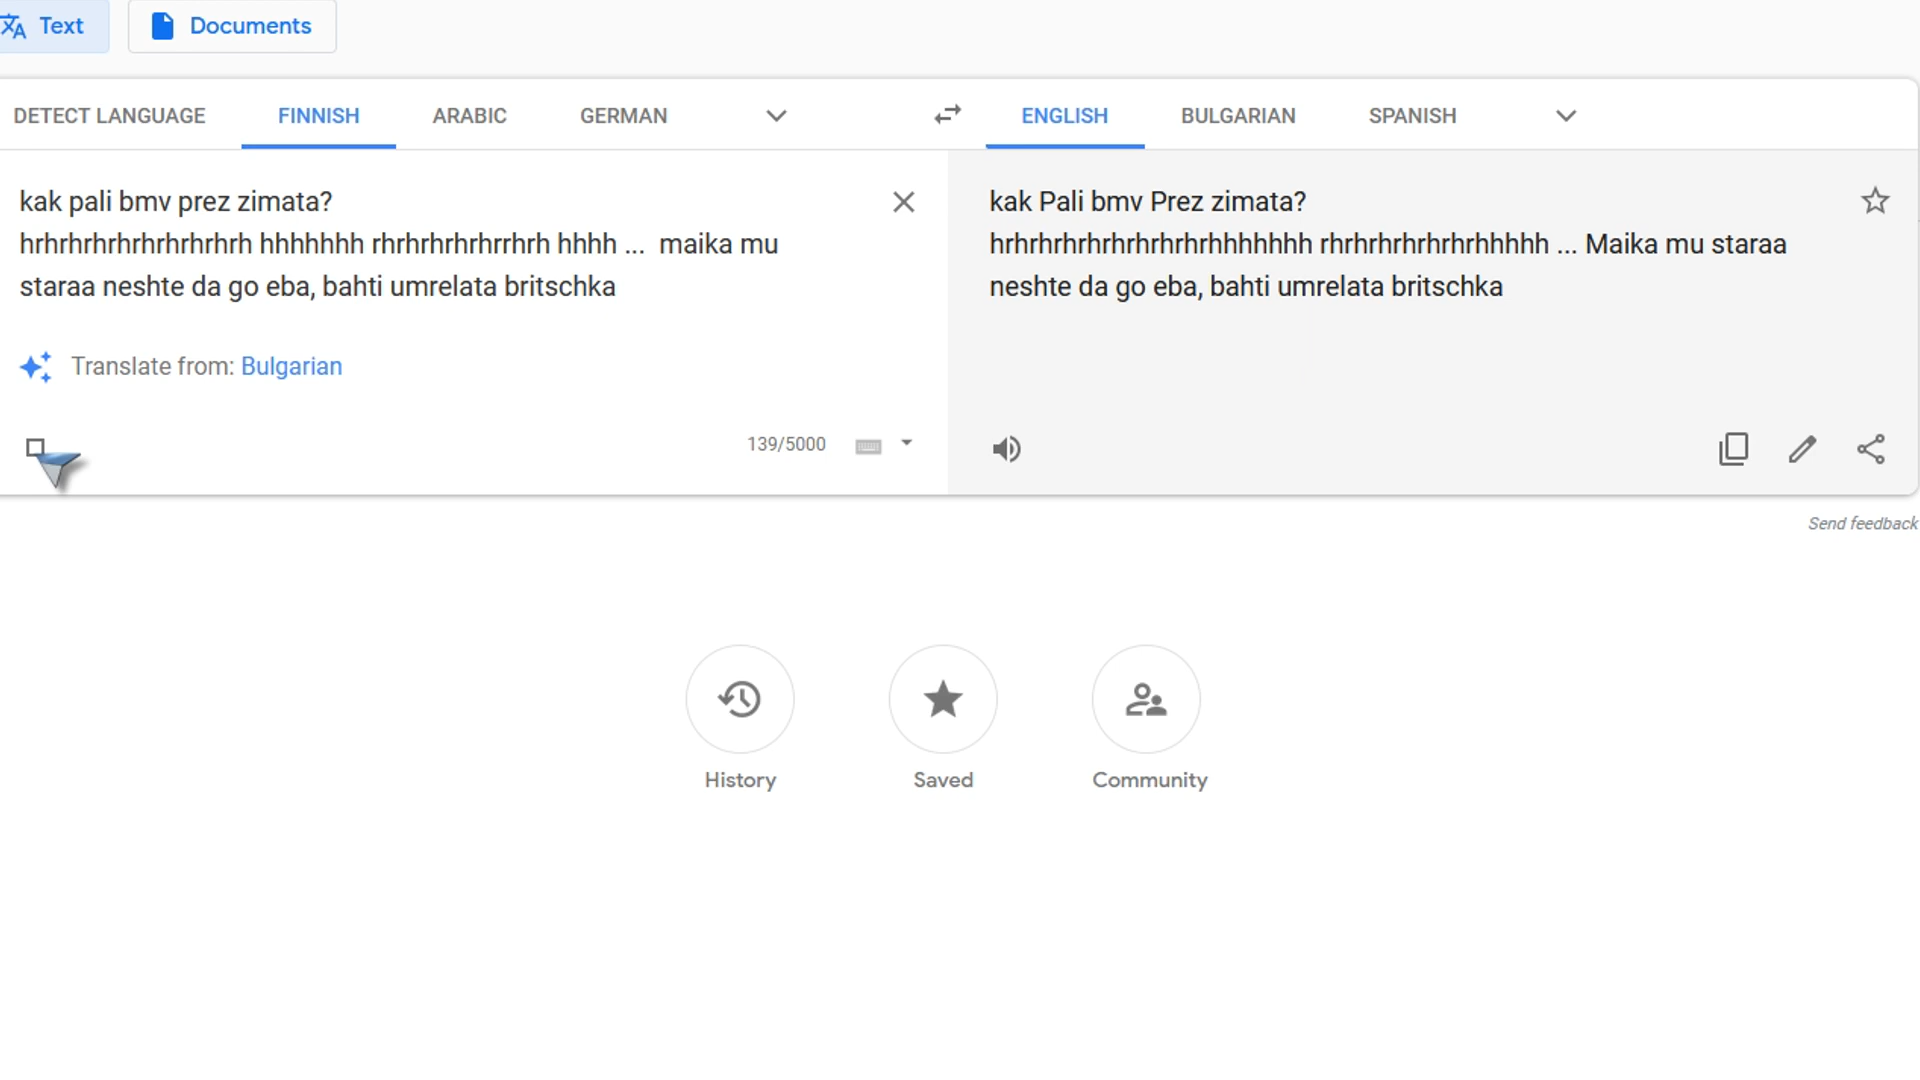 Text Documents
DETECT LANGUAGE FINNISH ARABIC GERMAN ENGLISH BULGARIAN SPANISH
kak pali bmv prez zimata?
hrhrhrhrhrhrhrhrhrh hhhhhhh rhrhrhrhrhrrhrh hhhh ... maika mu
staraa neshte da go eba, bahti umrelata britschka
Translate from: Bulgarian
139/5000
kak Pali bmv Prez zimata?
hrhrhrhrhrhrhrhrhrhhhhhhhh rhrhrhrhrhrhrhhhhh ... Maika mu staraa
neshte da go eba, bahti umrelata britschka
Send feedback
History Saved Community